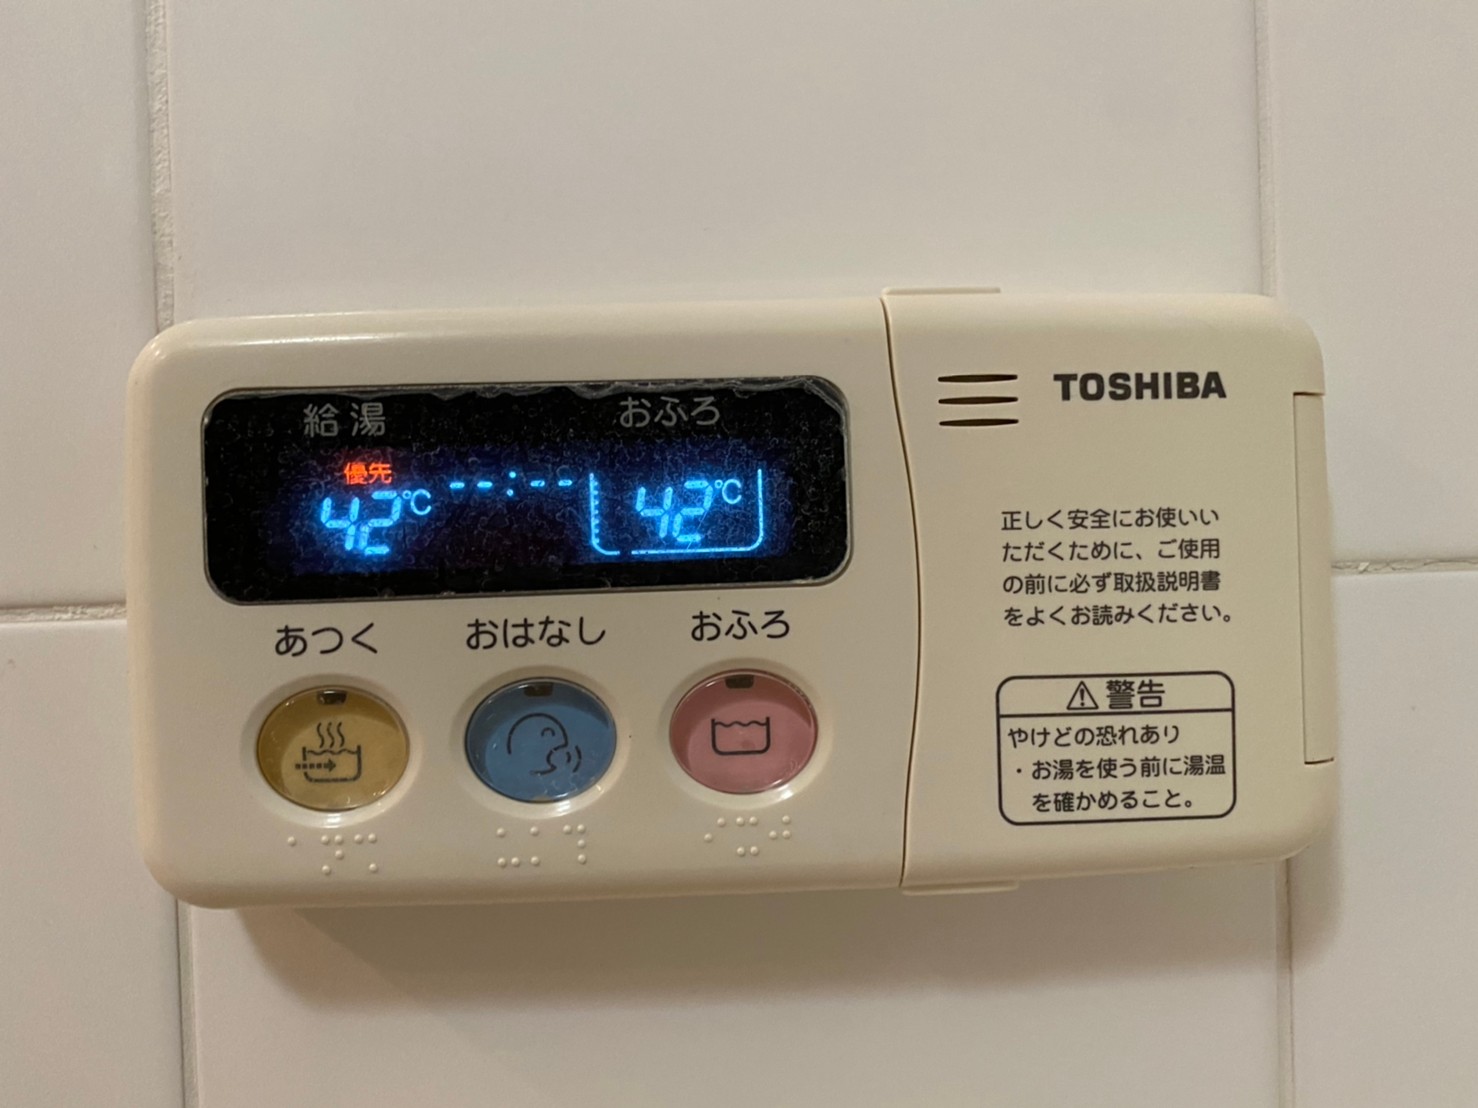 給湯 おふろ
優先
42℃ --:-- 42℃
あつく おはなし おふろ
TOSHIBA
正しく安全にお使いい
ただくために、ご使用
の前に必ず取扱説明書
をよくお読みください。
⚠警告
やけどの恐れあり
・お湯を使う前に湯温
を確かめること。